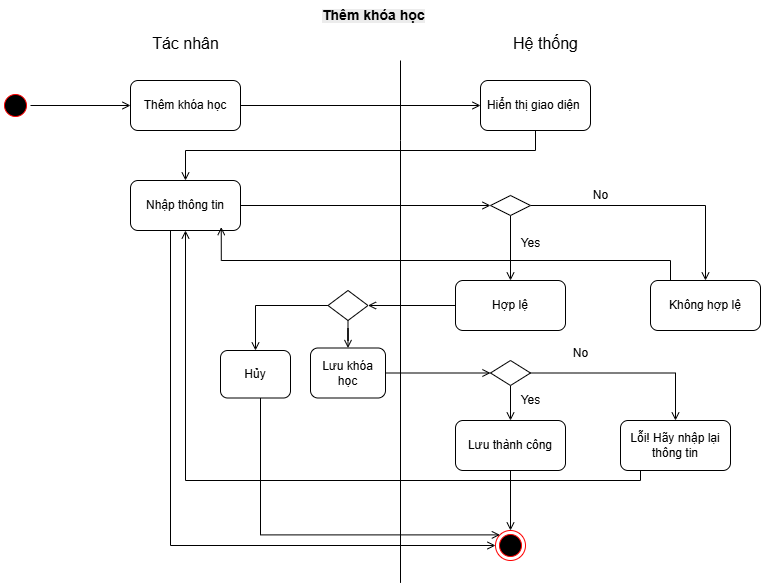 Thêm khóa học
Tác nhân
Hệ thống
Thêm khóa học
Hiển thị giao diện
Nhập thông tin
No
Yes
Hợp lệ
Không hợp lệ
Hủy
Lưu khóa
học
No
Yes
Lưu thành công
Lỗi! Hãy nhập lại
thông tin